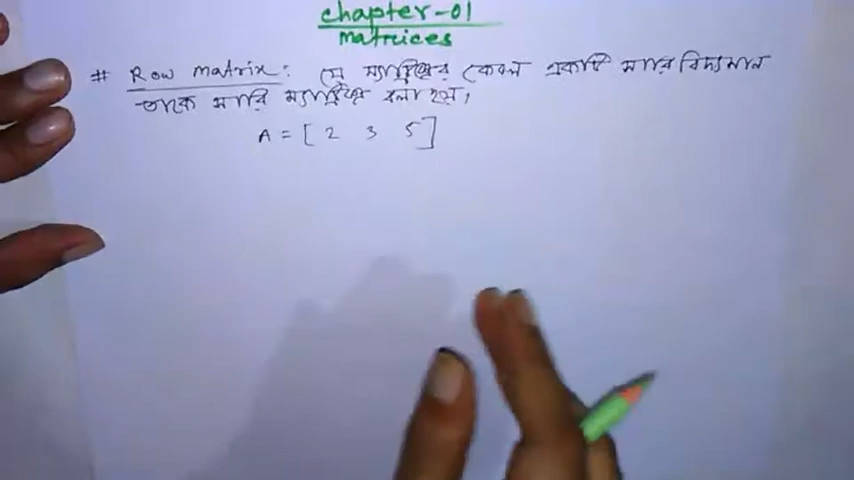 chapter-01
matrices
# Row matrix: যে ম্যাট্রিক্সের কেবল একটি সারি বিদ্যমান
তাকে সারি ম্যাট্রিক্স বলা হয়।
A = [ 2 3 5 ]